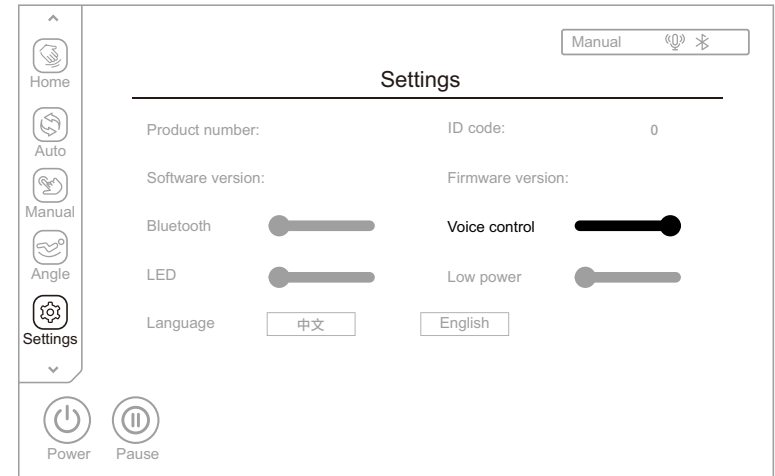 Manual
Settings
Home
Auto
Manual
Angle
Settings
Product number:
ID code: 0
Software version:
Firmware version:
Bluetooth
Voice control
LED
Low power
Language 中文 English
Power Pause